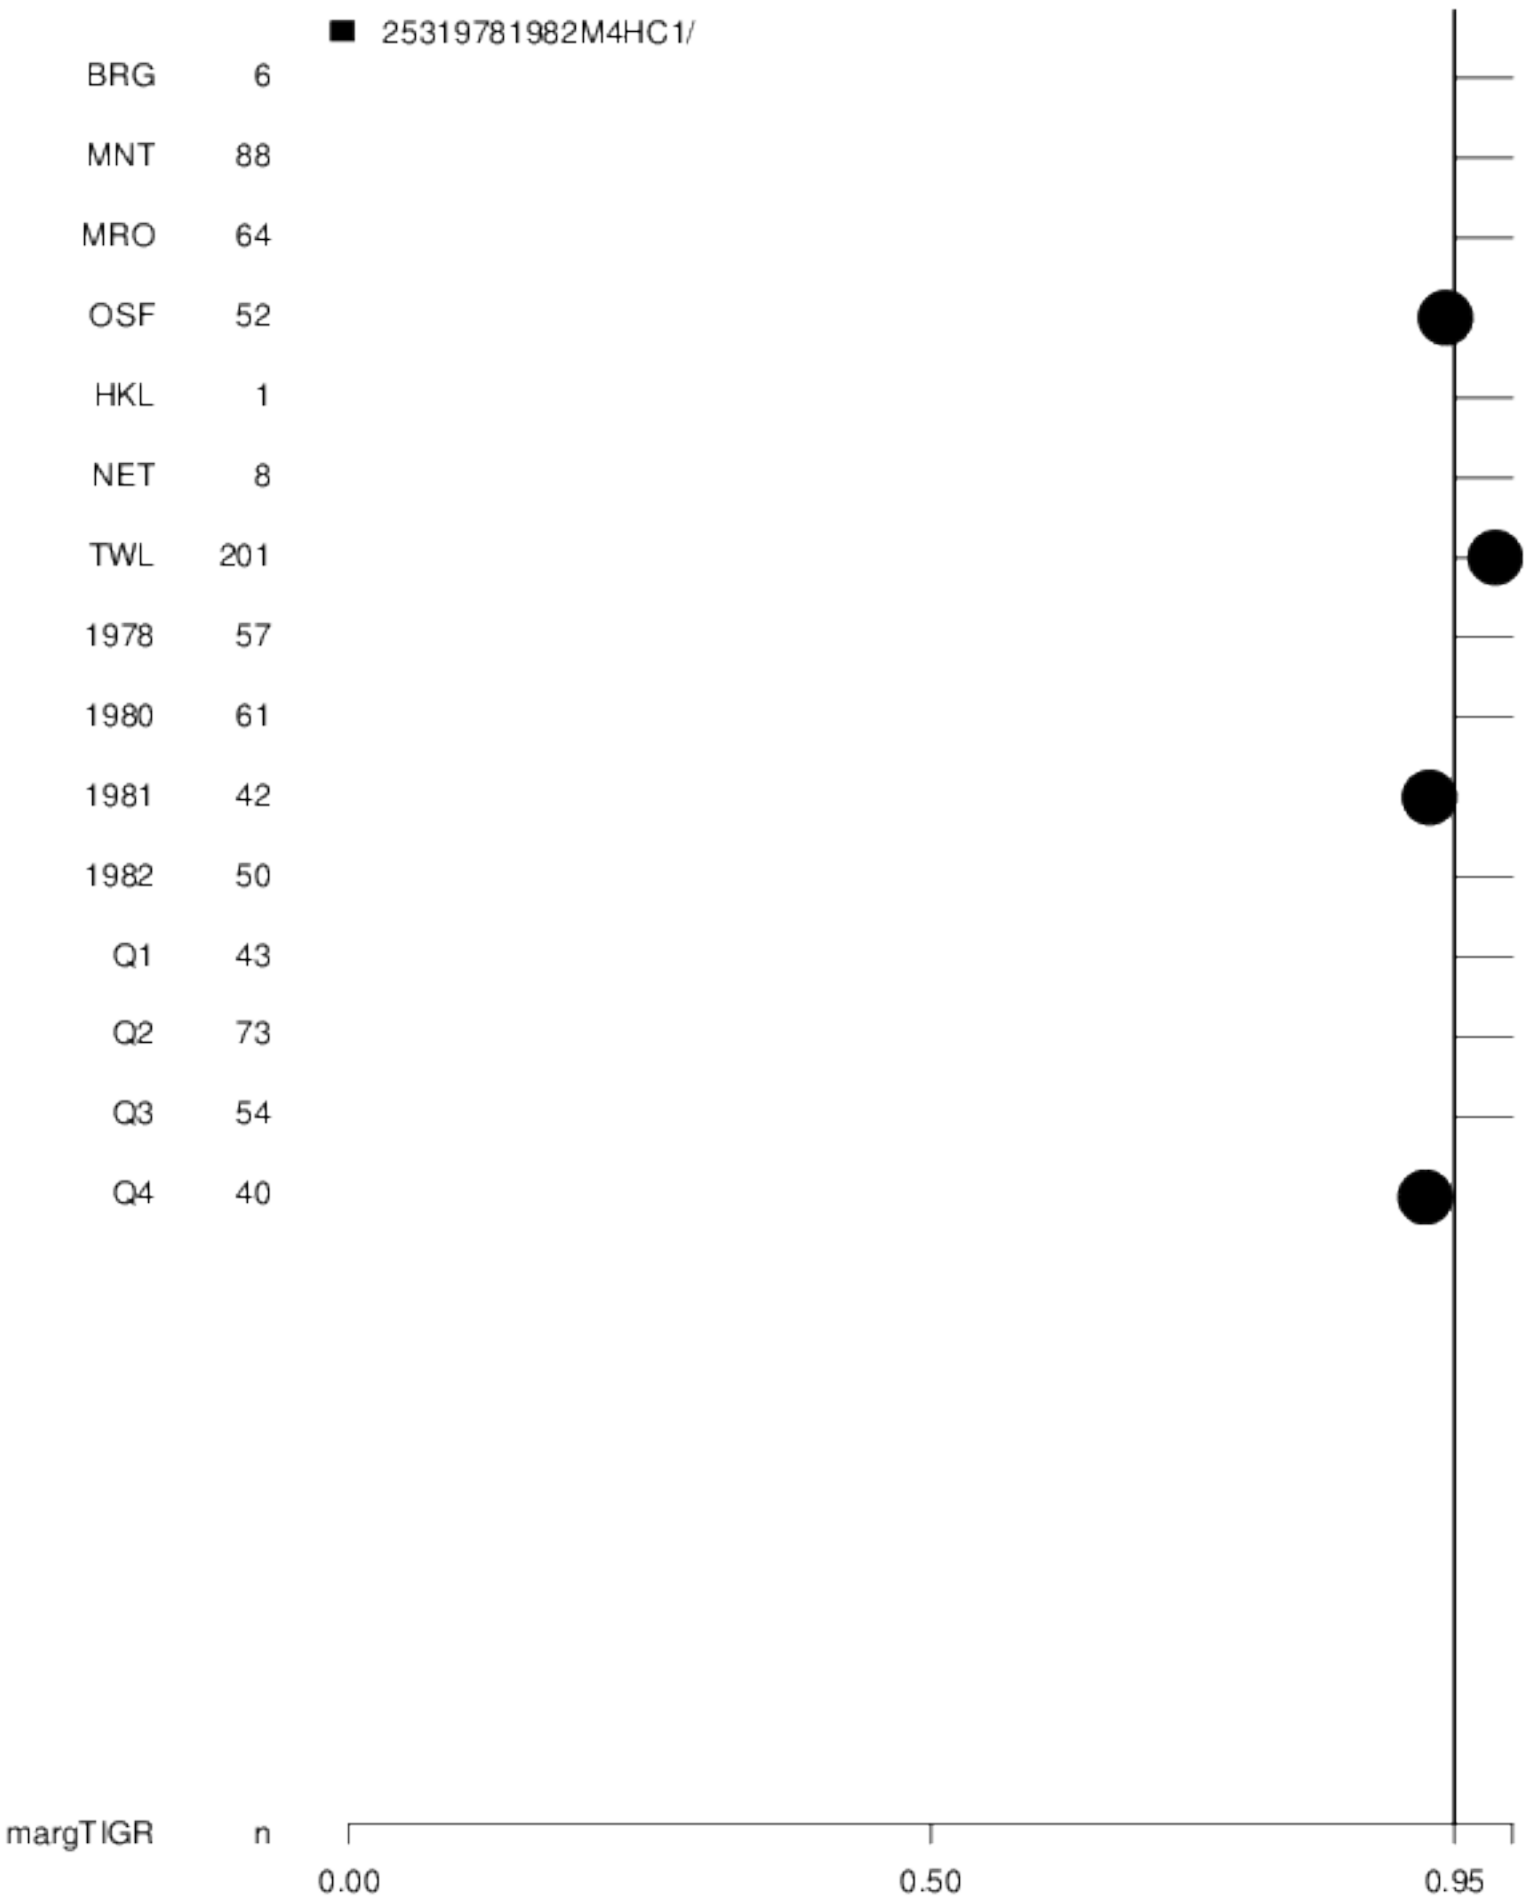 25319781982M4HC1/
BRG 6
MNT 88
MRO 64
OSF 52
HKL 1
NET 8
TWL 201
1978 57
1980 61
1981 42
1982 50
Q1 43
Q2 73
Q3 54
Q4 40
margTIGR n
0.00 0.50 0.95